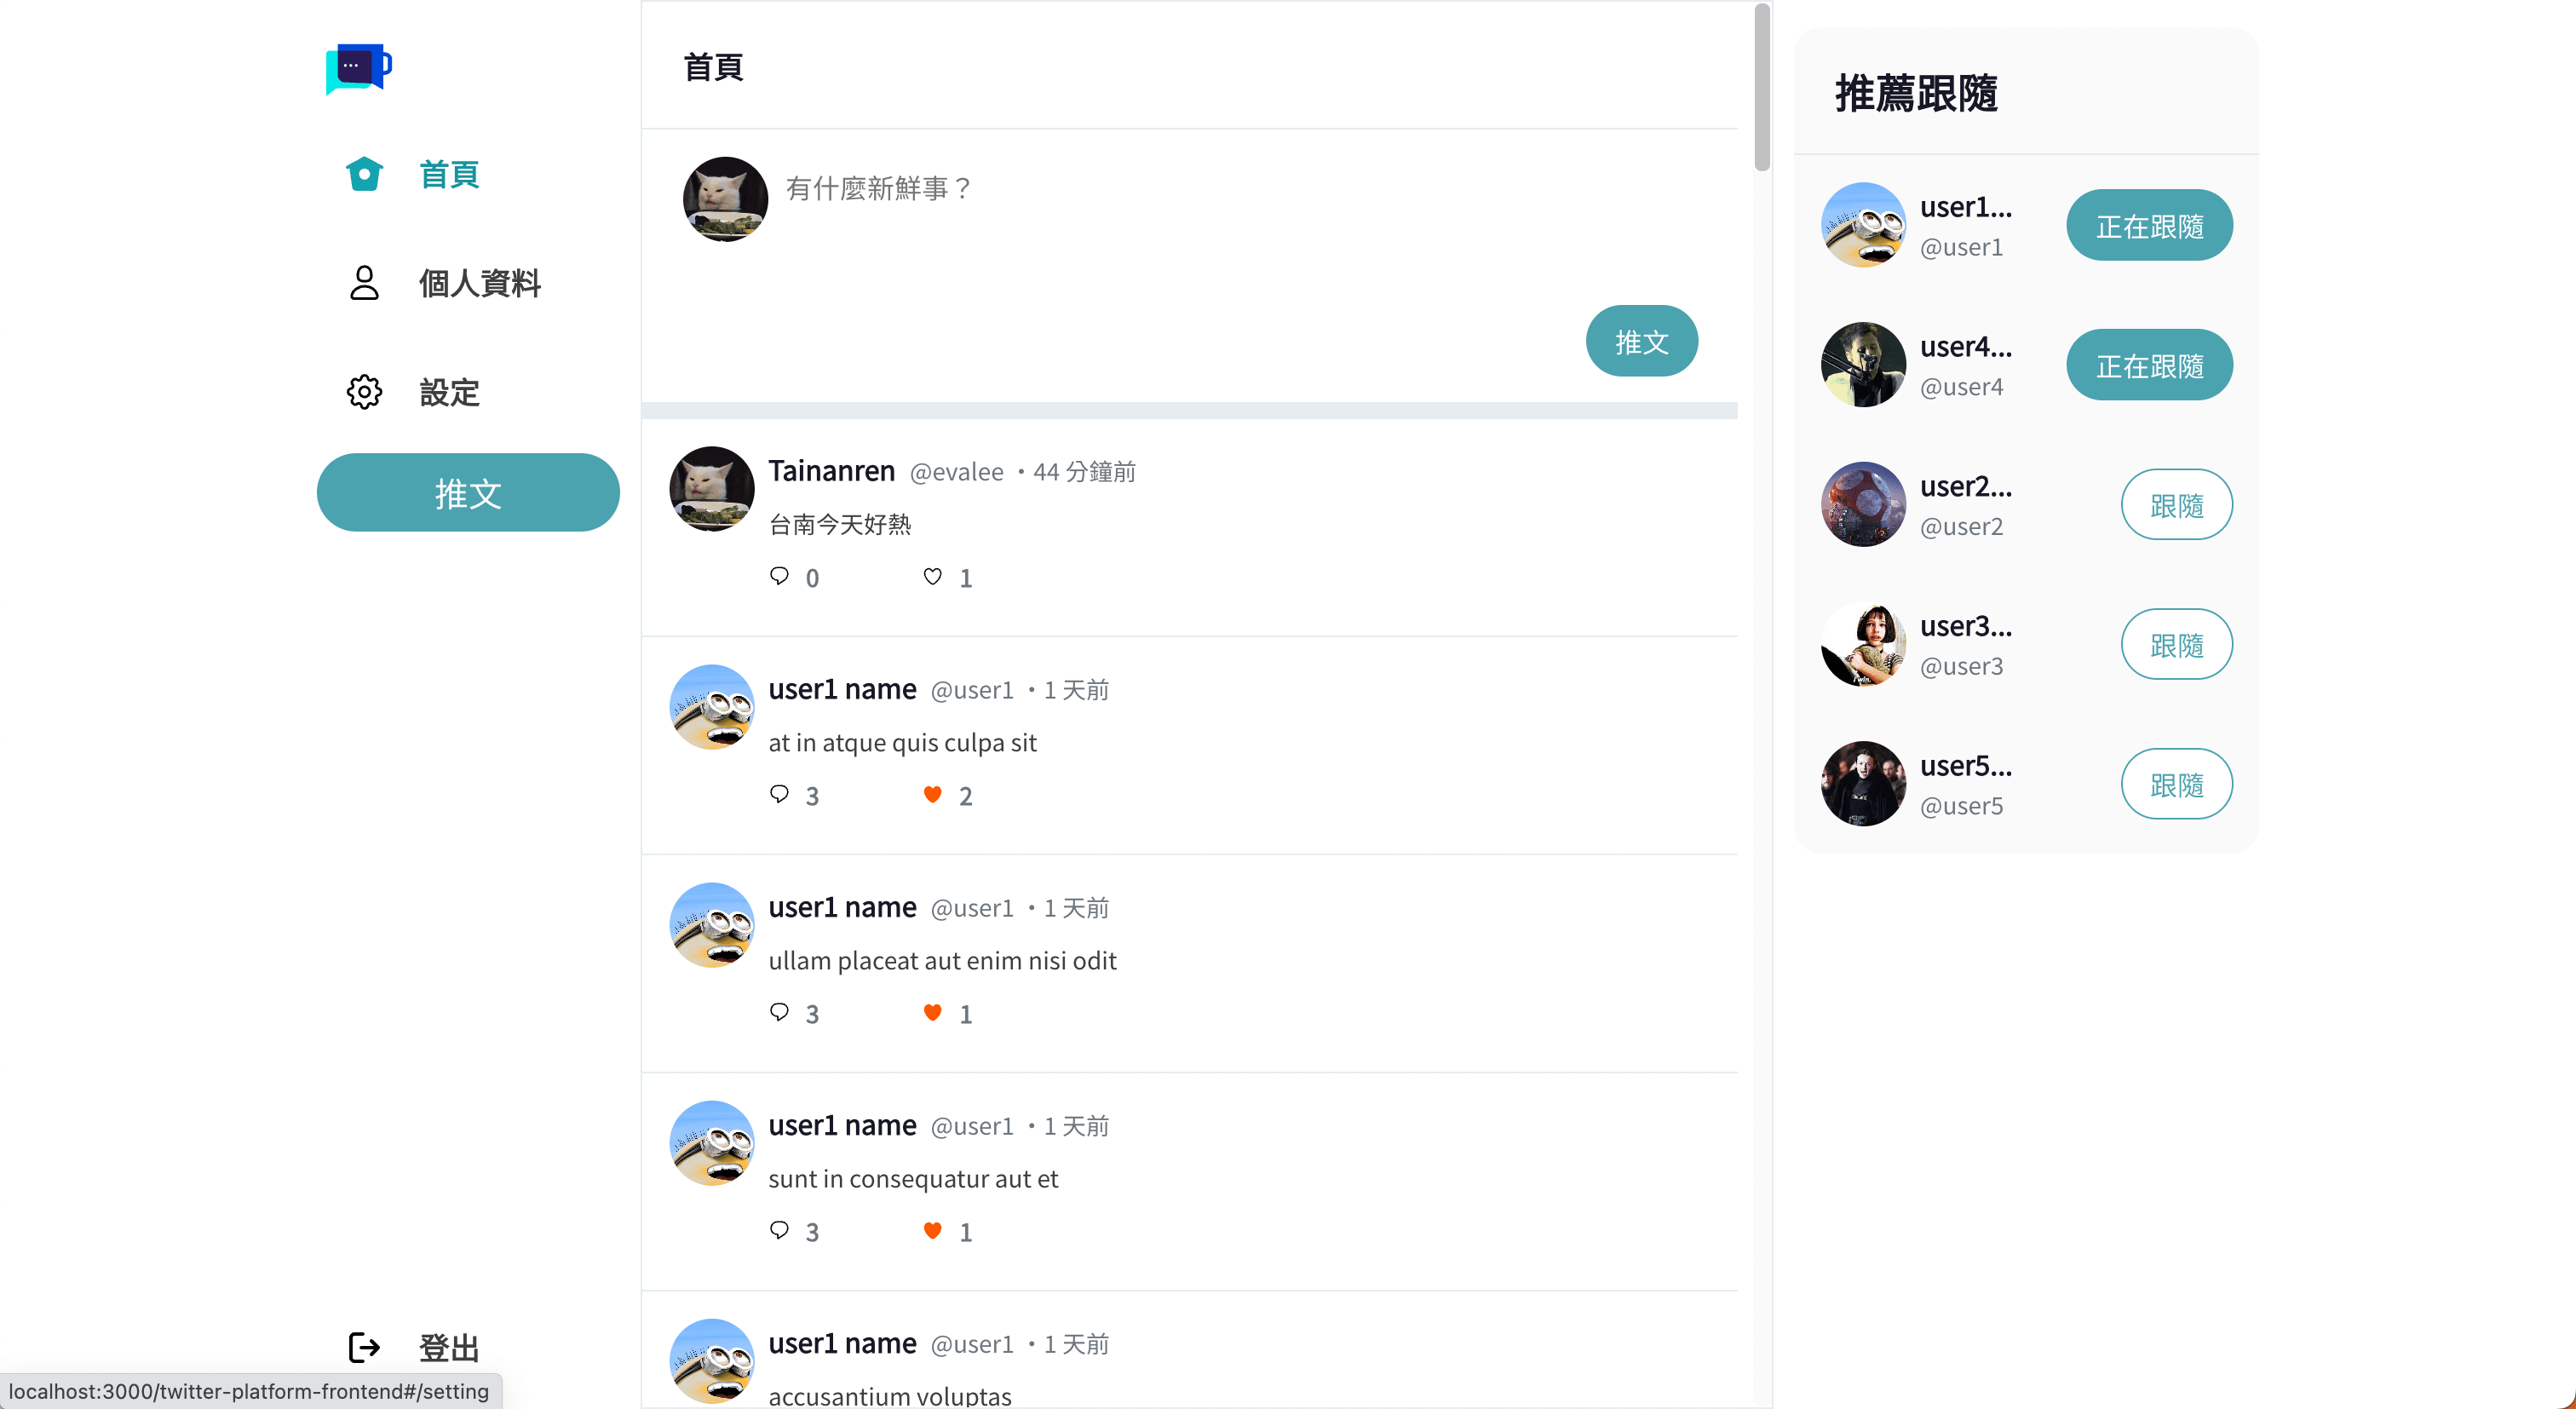 首頁
個人資料
設定
推文
登出
localhost:3000/twitter-platform-frontend#/setting
首頁
有什麼新鮮事？
推文
Tainanren @evalee ・44 分鐘前
台南今天好熱
0 1
user1 name @user1 ・1 天前
at in atque quis culpa sit
3 2
user1 name @user1 ・1 天前
ullam placeat aut enim nisi odit
3 1
user1 name @user1 ・1 天前
sunt in consequatur aut et
3 1
user1 name @user1 ・1 天前
accusantium voluptas
推薦跟隨
user1...
@user1
正在跟隨
user4...
@user4
正在跟隨
user2...
@user2
跟隨
user3...
@user3
跟隨
user5...
@user5
跟隨